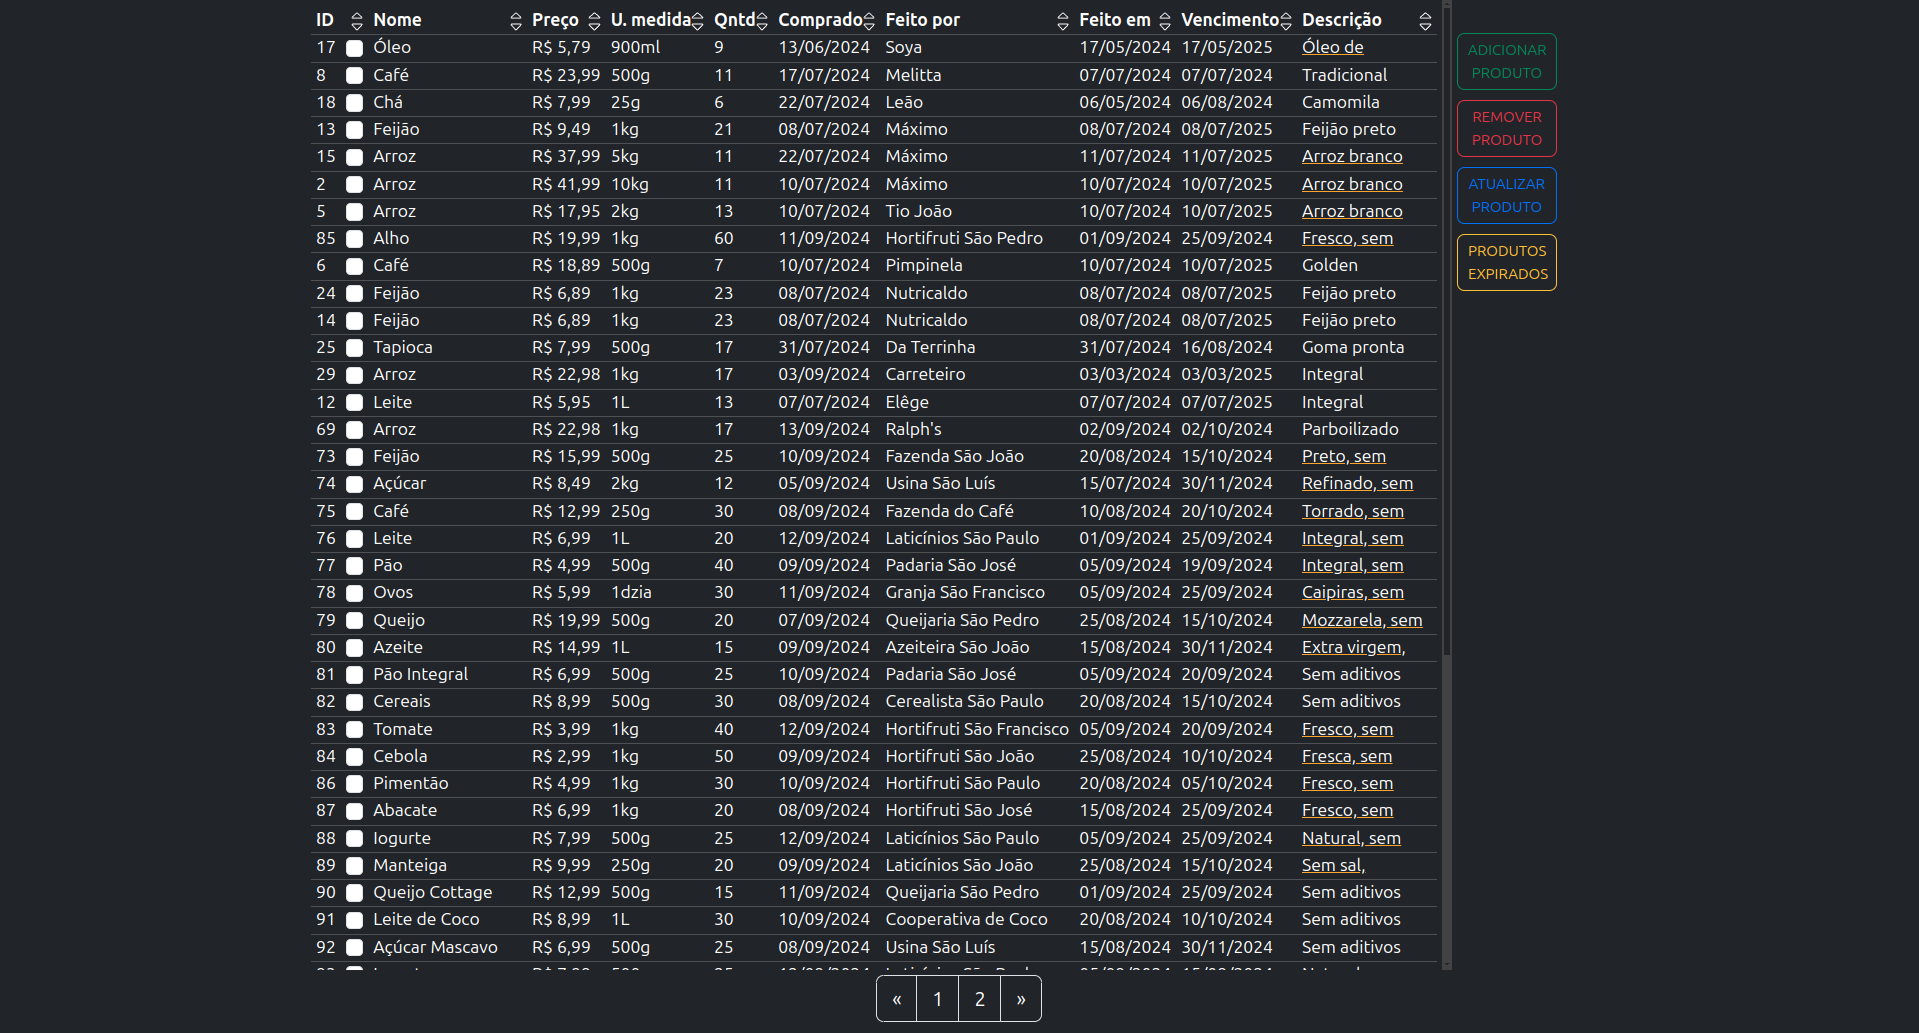 ID Nome Preço U. medida Qntd Comprado Feito por Feito em Vencimento Descrição
17 Óleo R$ 5,79 900ml 9 13/06/2024 Soya 17/05/2024 17/05/2025 Óleo de
8 Café R$ 23,99 500g 11 17/07/2024 Melitta 07/07/2024 07/07/2024 Tradicional
18 Chá R$ 7,99 25g 6 22/07/2024 Leão 06/05/2024 06/08/2024 Camomila
13 Feijão R$ 9,49 1kg 21 08/07/2024 Máximo 08/07/2024 08/07/2025 Feijão preto
15 Arroz R$ 37,99 5kg 11 22/07/2024 Máximo 11/07/2024 11/07/2025 Arroz branco
2 Arroz R$ 41,99 10kg 11 10/07/2024 Máximo 10/07/2024 10/07/2025 Arroz branco
5 Arroz R$ 17,95 2kg 13 10/07/2024 Tio João 10/07/2024 10/07/2025 Arroz branco
85 Alho R$ 19,99 1kg 60 11/09/2024 Hortifruti São Pedro 01/09/2024 25/09/2024 Fresco, sem
6 Café R$ 18,89 500g 7 10/07/2024 Pimpinela 10/07/2024 10/07/2025 Golden
24 Feijão R$ 6,89 1kg 23 08/07/2024 Nutricaldo 08/07/2024 08/07/2025 Feijão preto
14 Feijão R$ 6,89 1kg 23 08/07/2024 Nutricaldo 08/07/2024 08/07/2025 Feijão preto
25 Tapioca R$ 7,99 500g 17 31/07/2024 Da Terrinha 31/07/2024 16/08/2024 Goma pronta
29 Arroz R$ 22,98 1kg 17 03/09/2024 Carreteiro 03/03/2024 03/03/2025 Integral
12 Leite R$ 5,95 1L 13 07/07/2024 Elêge 07/07/2024 07/07/2025 Integral
69 Arroz R$ 22,98 1kg 17 13/09/2024 Ralph's 02/09/2024 02/10/2024 Parboilizado
73 Feijão R$ 15,99 500g 25 10/09/2024 Fazenda São João 20/08/2024 15/10/2024 Preto, sem
74 Açúcar R$ 8,49 2kg 12 05/09/2024 Usina São Luís 15/07/2024 30/11/2024 Refinado, sem
75 Café R$ 12,99 250g 30 08/09/2024 Fazenda do Café 10/08/2024 20/10/2024 Torrado, sem
76 Leite R$ 6,99 1L 20 12/09/2024 Laticínios São Paulo 01/09/2024 25/09/2024 Integral, sem
77 Pão R$ 4,99 500g 40 09/09/2024 Padaria São José 05/09/2024 19/09/2024 Integral, sem
78 Ovos R$ 5,99 1dzia 30 11/09/2024 Granja São Francisco 05/09/2024 25/09/2024 Caipiras, sem
79 Queijo R$ 19,99 500g 20 07/09/2024 Queijaria São Pedro 25/08/2024 15/10/2024 Mozzarela, sem
80 Azeite R$ 14,99 1L 15 09/09/2024 Azeiteira São João 15/08/2024 30/11/2024 Extra virgem,
81 Pão Integral R$ 6,99 500g 25 10/09/2024 Padaria São José 05/09/2024 20/09/2024 Sem aditivos
82 Cereais R$ 8,99 500g 30 08/09/2024 Cerealista São Paulo 20/08/2024 15/10/2024 Sem aditivos
83 Tomate R$ 3,99 1kg 40 12/09/2024 Hortifruti São Francisco 05/09/2024 20/09/2024 Fresco, sem
84 Cebola R$ 2,99 1kg 50 09/09/2024 Hortifruti São João 25/08/2024 10/10/2024 Fresca, sem
86 Pimentão R$ 4,99 1kg 30 10/09/2024 Hortifruti São Paulo 20/08/2024 05/10/2024 Fresco, sem
87 Abacate R$ 6,99 1kg 20 08/09/2024 Hortifruti São José 15/08/2024 25/09/2024 Fresco, sem
88 Iogurte R$ 7,99 500g 25 12/09/2024 Laticínios São Paulo 05/09/2024 25/09/2024 Natural, sem
89 Manteiga R$ 9,99 250g 20 09/09/2024 Laticínios São João 25/08/2024 15/10/2024 Sem sal,
90 Queijo Cottage R$ 12,99 500g 15 11/09/2024 Queijaria São Pedro 01/09/2024 25/09/2024 Sem aditivos
91 Leite de Coco R$ 8,99 1L 30 10/09/2024 Cooperativa de Coco 20/08/2024 10/10/2024 Sem aditivos
92 Açúcar Mascavo R$ 6,99 500g 25 08/09/2024 Usina São Luís 15/08/2024 30/11/2024 Sem aditivos
ADICIONAR
PRODUTO
REMOVER
PRODUTO
ATUALIZAR
PRODUTO
PRODUTOS
EXPIRADOS
« 1 2 »